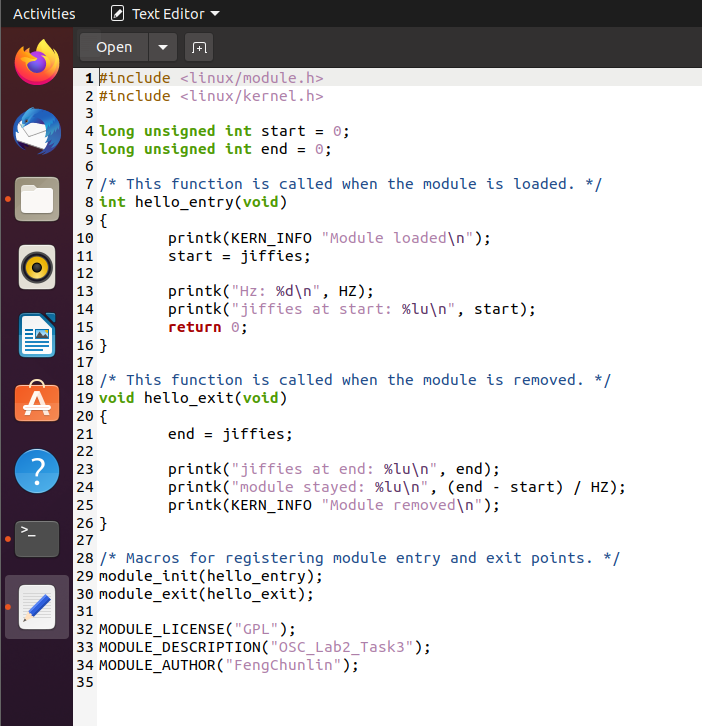 Activities Text Editor
Open
1 #include <linux/module.h>
2 #include <linux/kernel.h>
3
4 long unsigned int start = 0;
5 long unsigned int end = 0;
6
7 /* This function is called when the module is loaded. */
8 int hello_entry(void)
9 {
10         printk(KERN_INFO "Module loaded\n");
11         start = jiffies;
12
13         printk("Hz: %d\n", HZ);
14         printk("jiffies at start: %lu\n", start);
15         return 0;
16 }
17
18 /* This function is called when the module is removed. */
19 void hello_exit(void)
20 {
21         end = jiffies;
22
23         printk("jiffies at end: %lu\n", end);
24         printk("module stayed: %lu\n", (end - start) / HZ);
25         printk(KERN_INFO "Module removed\n");
26 }
27
28 /* Macros for registering module entry and exit points. */
29 module_init(hello_entry);
30 module_exit(hello_exit);
31
32 MODULE_LICENSE("GPL");
33 MODULE_DESCRIPTION("OSC_Lab2_Task3");
34 MODULE_AUTHOR("FengChunlin");
35